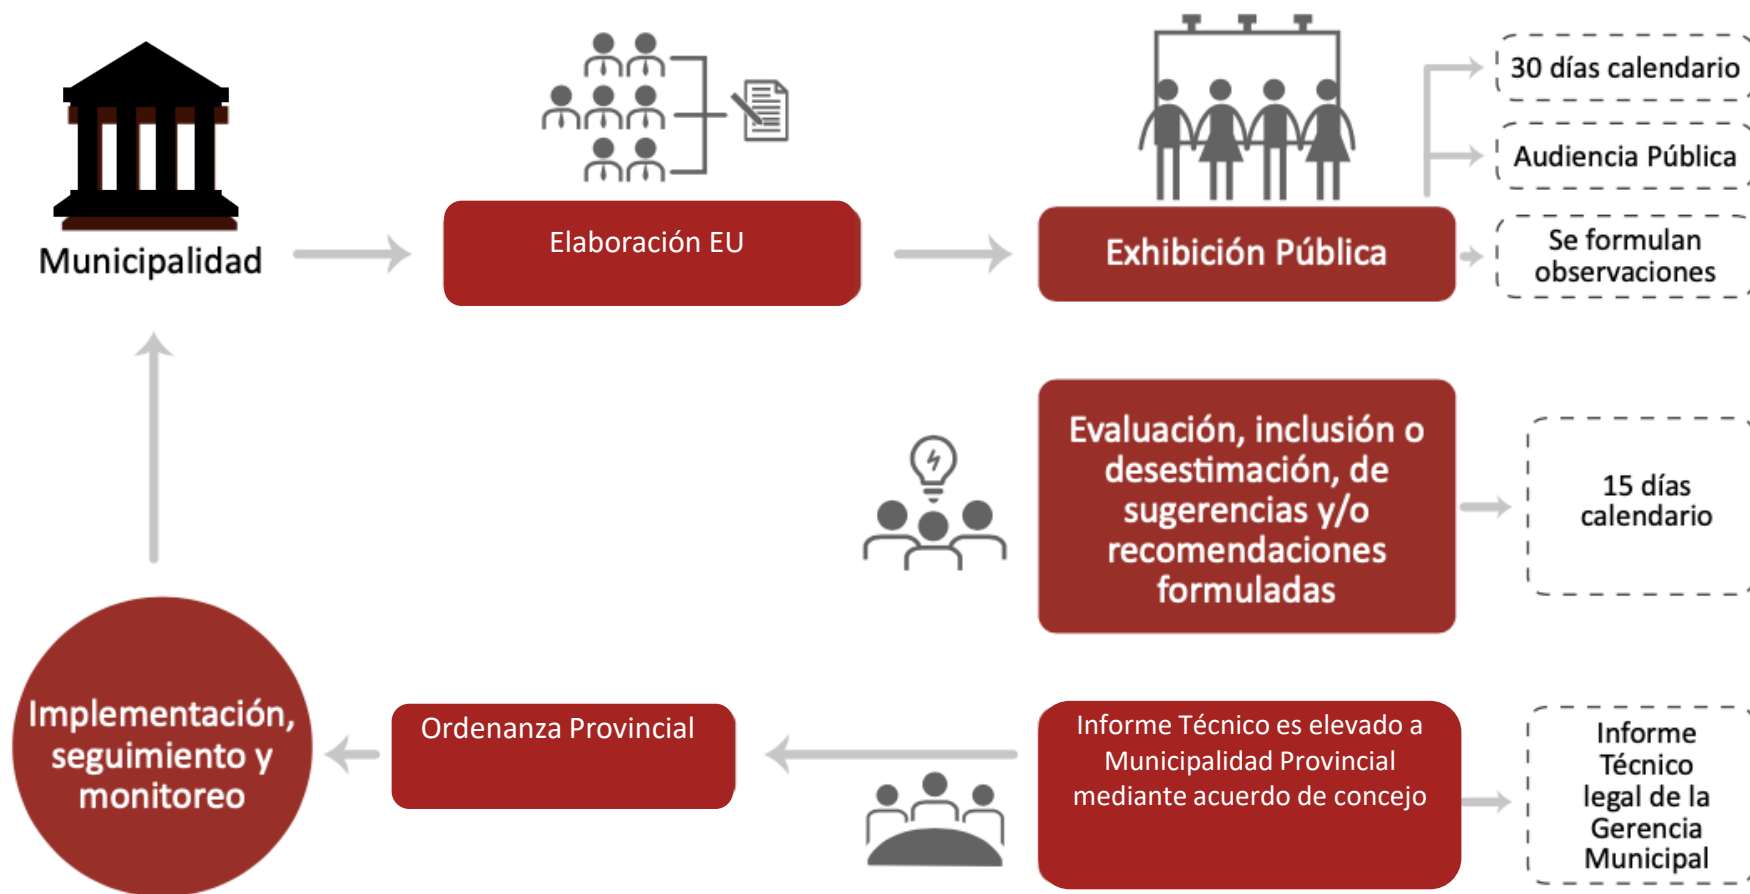 Municipalidad
Elaboración EU
Exhibición Pública
30 días calendario
Audiencia Pública
Se formulan
observaciones
Evaluación, inclusión o
desestimación, de
sugerencias y/o
recomendaciones
formuladas
15 días
calendario
Informe Técnico es elevado a
Municipalidad Provincial
mediante acuerdo de concejo
Informe
Técnico
legal de la
Gerencia
Municipal
Ordenanza Provincial
Implementación,
seguimiento y
monitoreo